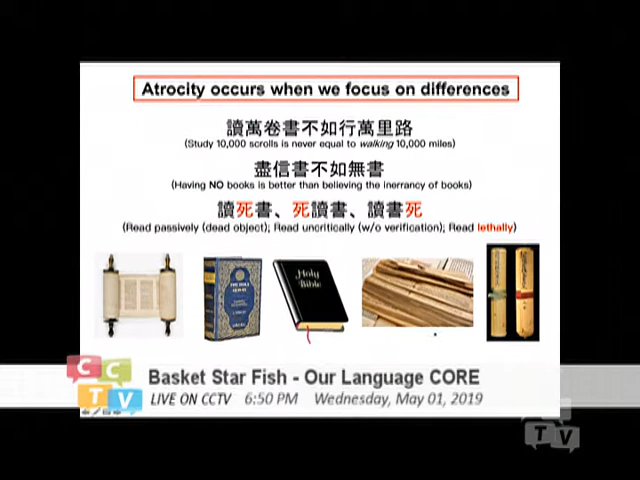 Atrocity occurs when we focus on differences
讀萬卷書不如行萬里路
(Study 10,000 scrolls is never equal to walking 10,000 miles)
盡信書不如無書
(Having NO books is better than believing the inerrancy of books)
讀死書、死讀書、讀書死
(Read passively (dead object); Read uncritically (w/o verification); Read lethally)
Holy
Bible
CCTV
Basket Star Fish - Our Language CORE
LIVE ON CCTV 6:50 PM Wednesday, May 01, 2019
TV